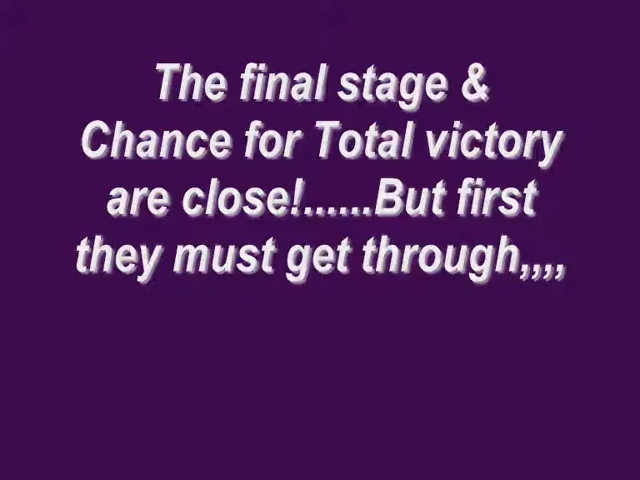 The final stage &
Chance for Total victory
are close!......But first
they must get through,,,,